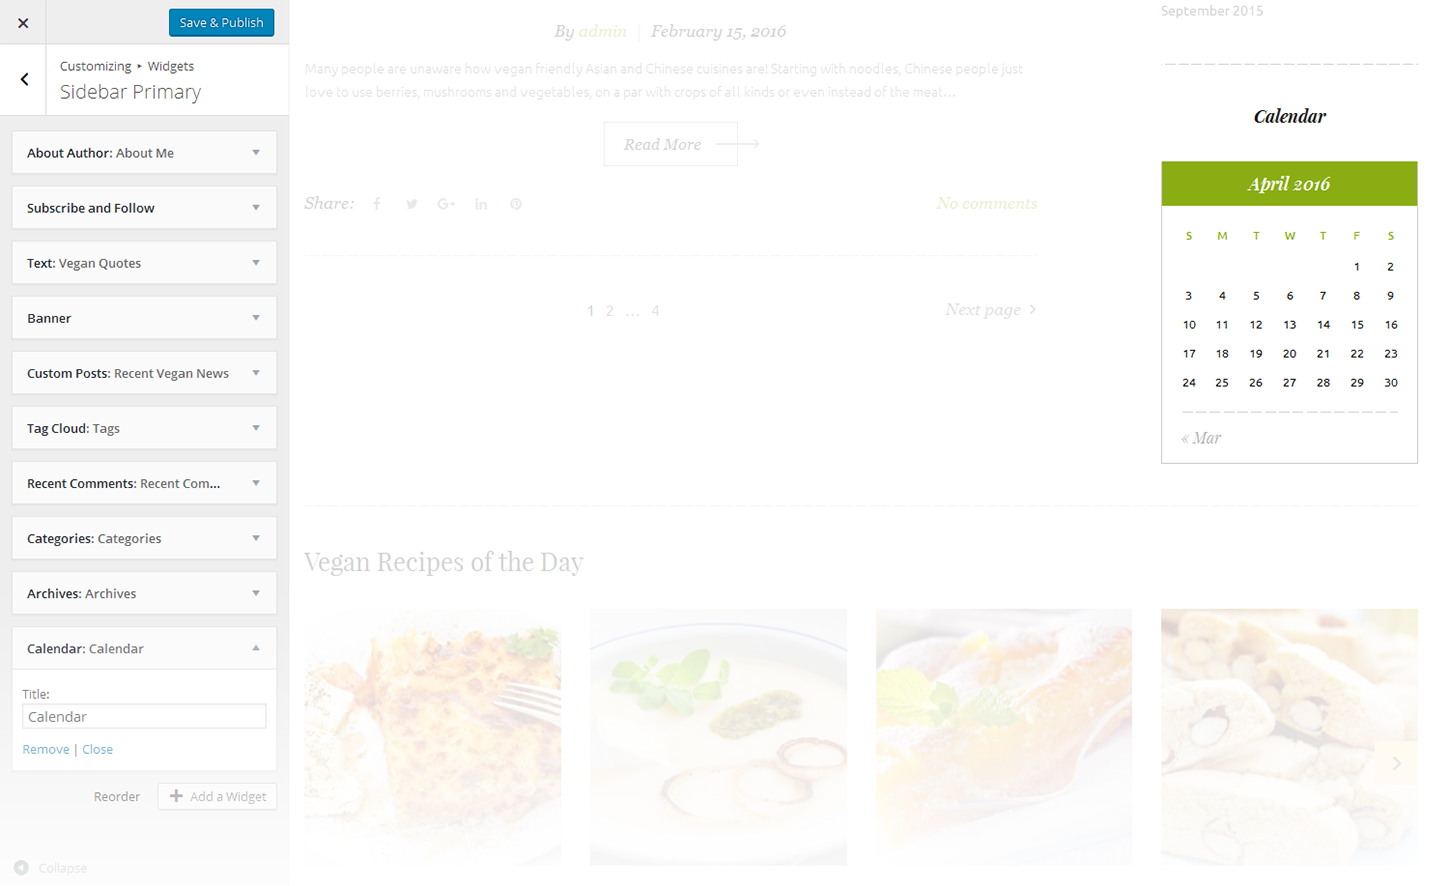 Save & Publish
Customizing ▸ Widgets
Sidebar Primary
About Author: About Me
Subscribe and Follow
Text: Vegan Quotes
Banner
Custom Posts: Recent Vegan News
Tag Cloud: Tags
Recent Comments: Recent Com...
Categories: Categories
Archives: Archives
Calendar: Calendar
Title:
Calendar
Remove | Close
Reorder
Add a Widget
Collapse
By admin | February 15, 2016
Many people are unaware how vegan friendly Asian and Chinese cuisines are! Starting with noodles, Chinese people just
love to use berries, mushrooms and vegetables, on a par with crops of all kinds or even instead of the meat...
Read More
Share:
No comments
1 2 ... 4
Next page
September 2015
Calendar
April 2016
S M T W T F S
1 2
3 4 5 6 7 8 9
10 11 12 13 14 15 16
17 18 19 20 21 22 23
24 25 26 27 28 29 30
« Mar
Vegan Recipes of the Day